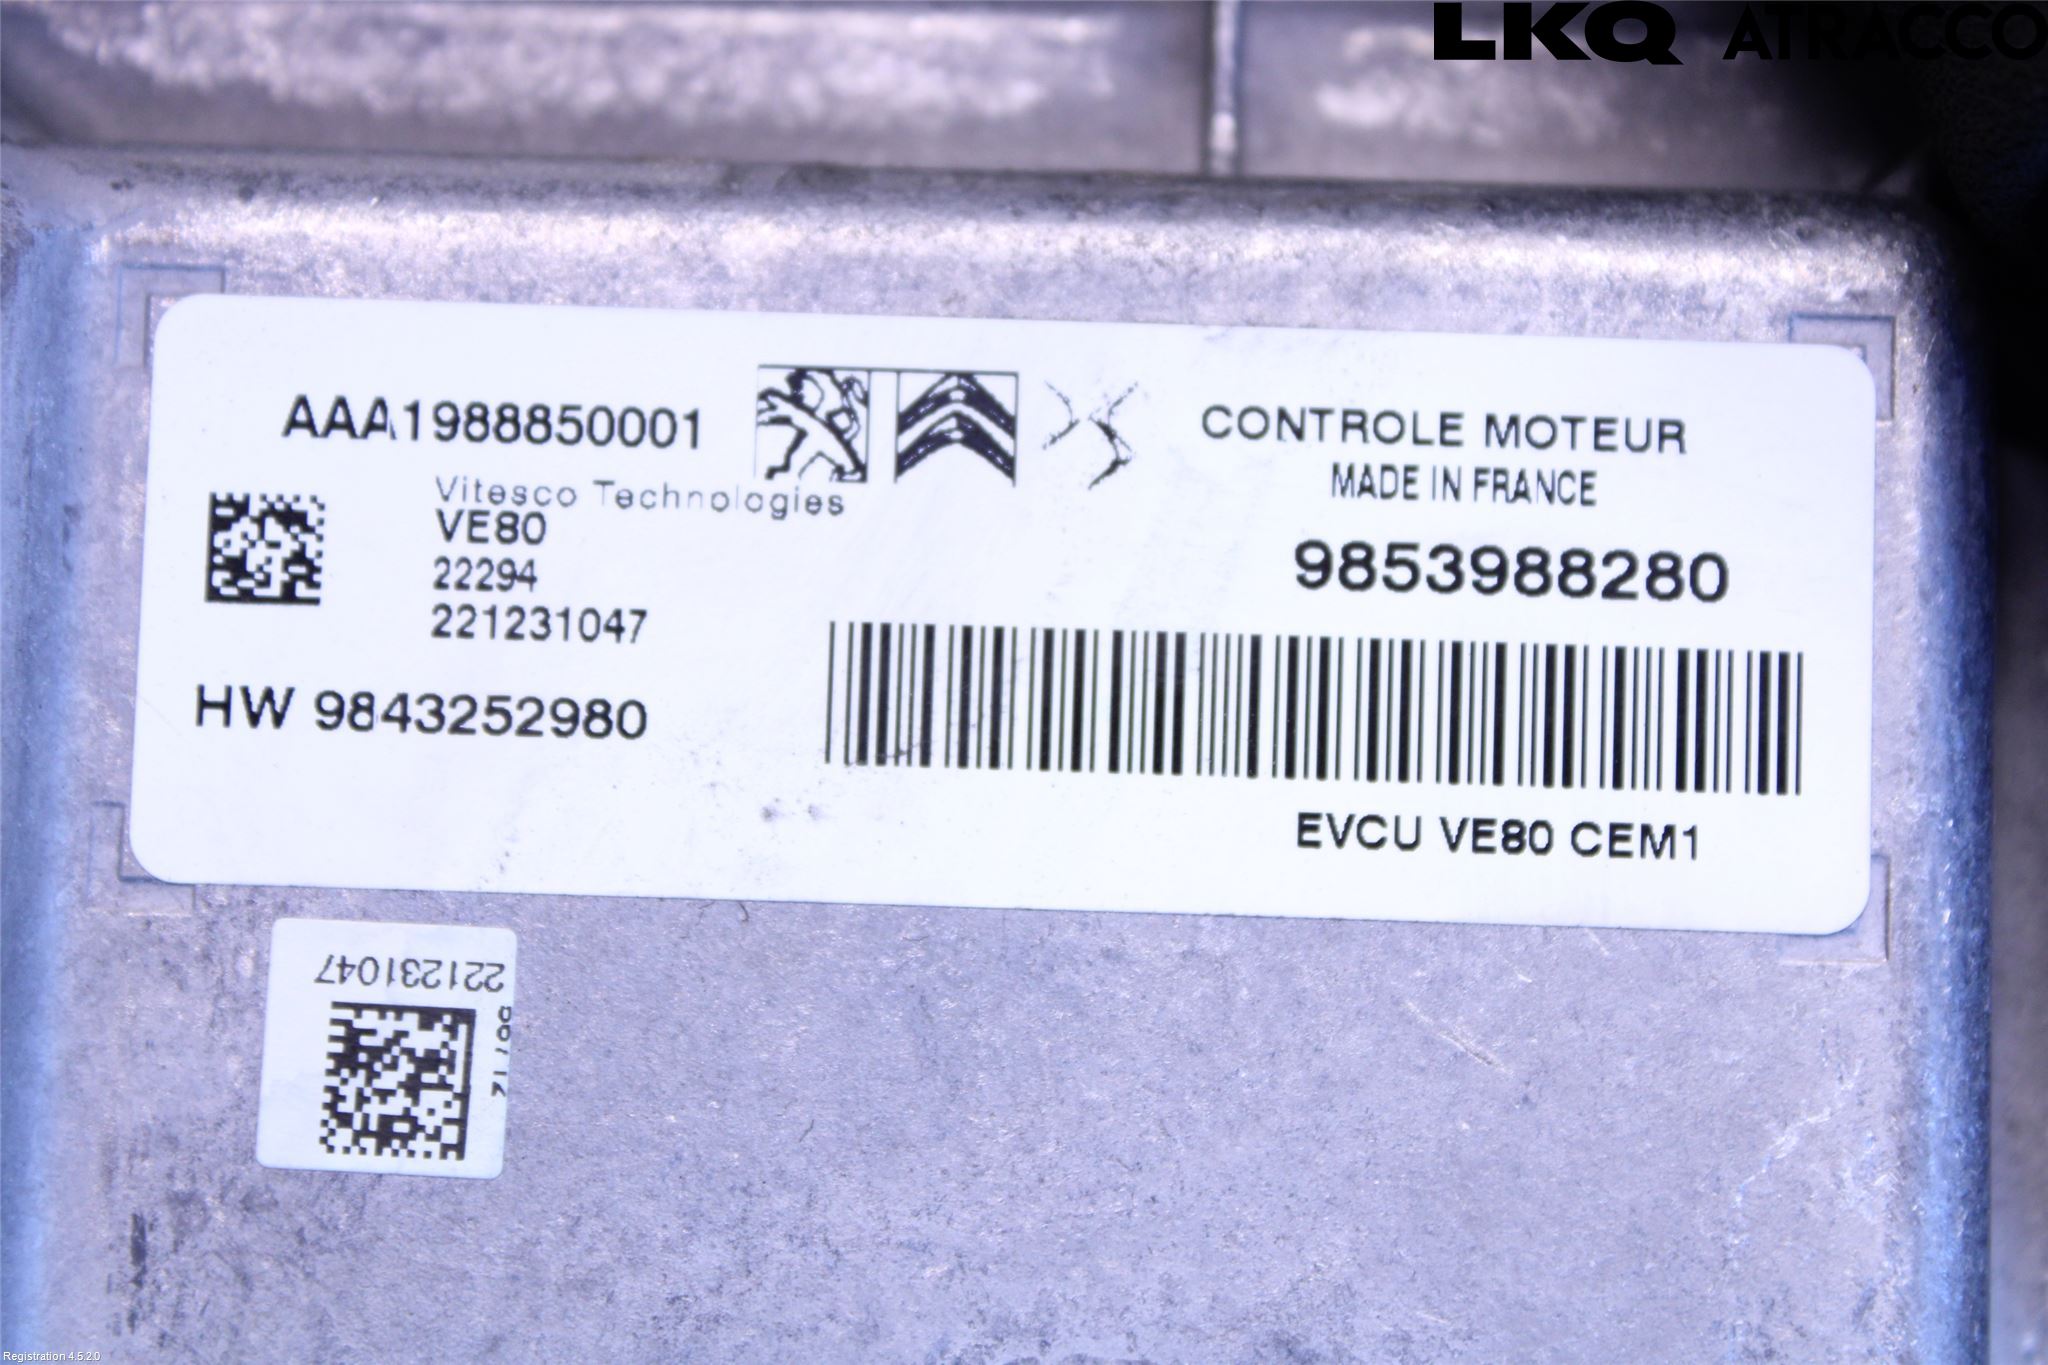 LKQ ATRACCO
AAA1988850001
CONTROLE MOTEUR
MADE IN FRANCE
Vitesco Technologies
VE80
22294
221231047
9853988280
HW 9843252980
EVCU VE80 CEM1
221231047
Registration 4.5.2.0